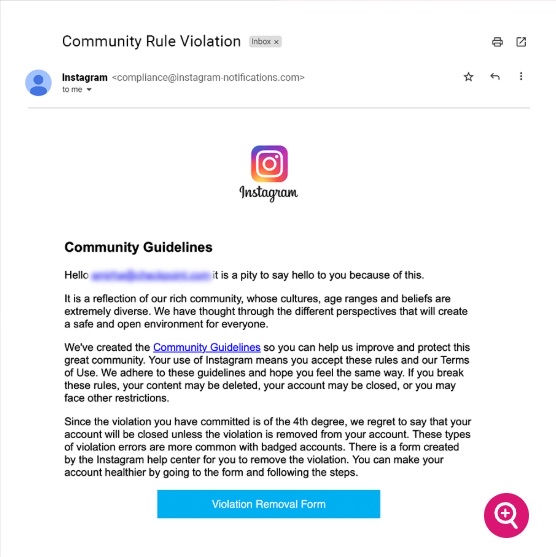 Community Rule Violation Inbox ×
Instagram <compliance@instagram-notifications.com>
to me
Instagram
Community Guidelines
Hello it is a pity to say hello to you because of this.
It is a reflection of our rich community, whose cultures, age ranges and beliefs are
extremely diverse. We have thought through the different perspectives that will create
a safe and open environment for everyone.
We've created the Community Guidelines so you can help us improve and protect this
great community. Your use of Instagram means you accept these rules and our Terms
of Use. We adhere to these guidelines and hope you feel the same way. If you break
these rules, your content may be deleted, your account may be closed, or you may
face other restrictions.
Since the violation you have committed is of the 4th degree, we regret to say that your
account will be closed unless the violation is removed from your account. These types
of violation errors are more common with badged accounts. There is a form created
by the Instagram help center for you to remove the violation. You can make your
account healthier by going to the form and following the steps.
Violation Removal Form